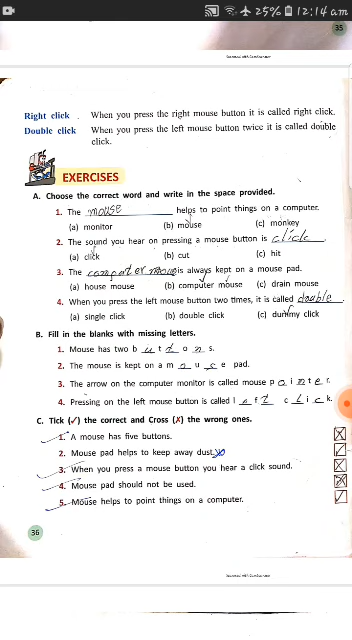 25% 12:14 am
35
Right click . When you press the right mouse button it is called right click.
Double click When you press the left mouse button twice it is called double
click.
EXERCISES
A. Choose the correct word and write in the space provided.
1. The mouse helps to point things on a computer.
(a) monitor (b) mouse (c) monkey
2. The sound you hear on pressing a mouse button is click.
(a) click (b) cut (c) hit
3. The computer mouse is always kept on a mouse pad.
(a) house mouse (b) computer mouse (c) drain mouse
4. When you press the left mouse button two times, it is called double.
(a) single click (b) double click (c) dummy click
B. Fill in the blanks with missing letters.
1. Mouse has two b u t t o n s.
2. The mouse is kept on a m o u s e pad.
3. The arrow on the computer monitor is called mouse p o i n t e r.
4. Pressing on the left mouse button is called l e f t c l i c k.
C. Tick (✓) the correct and Cross (✗) the wrong ones.
1. A mouse has five buttons.
2. Mouse pad helps to keep away dust.
3. When you press a mouse button you hear a click sound.
4. Mouse pad should not be used.
5. Mouse helps to point things on a computer.
36